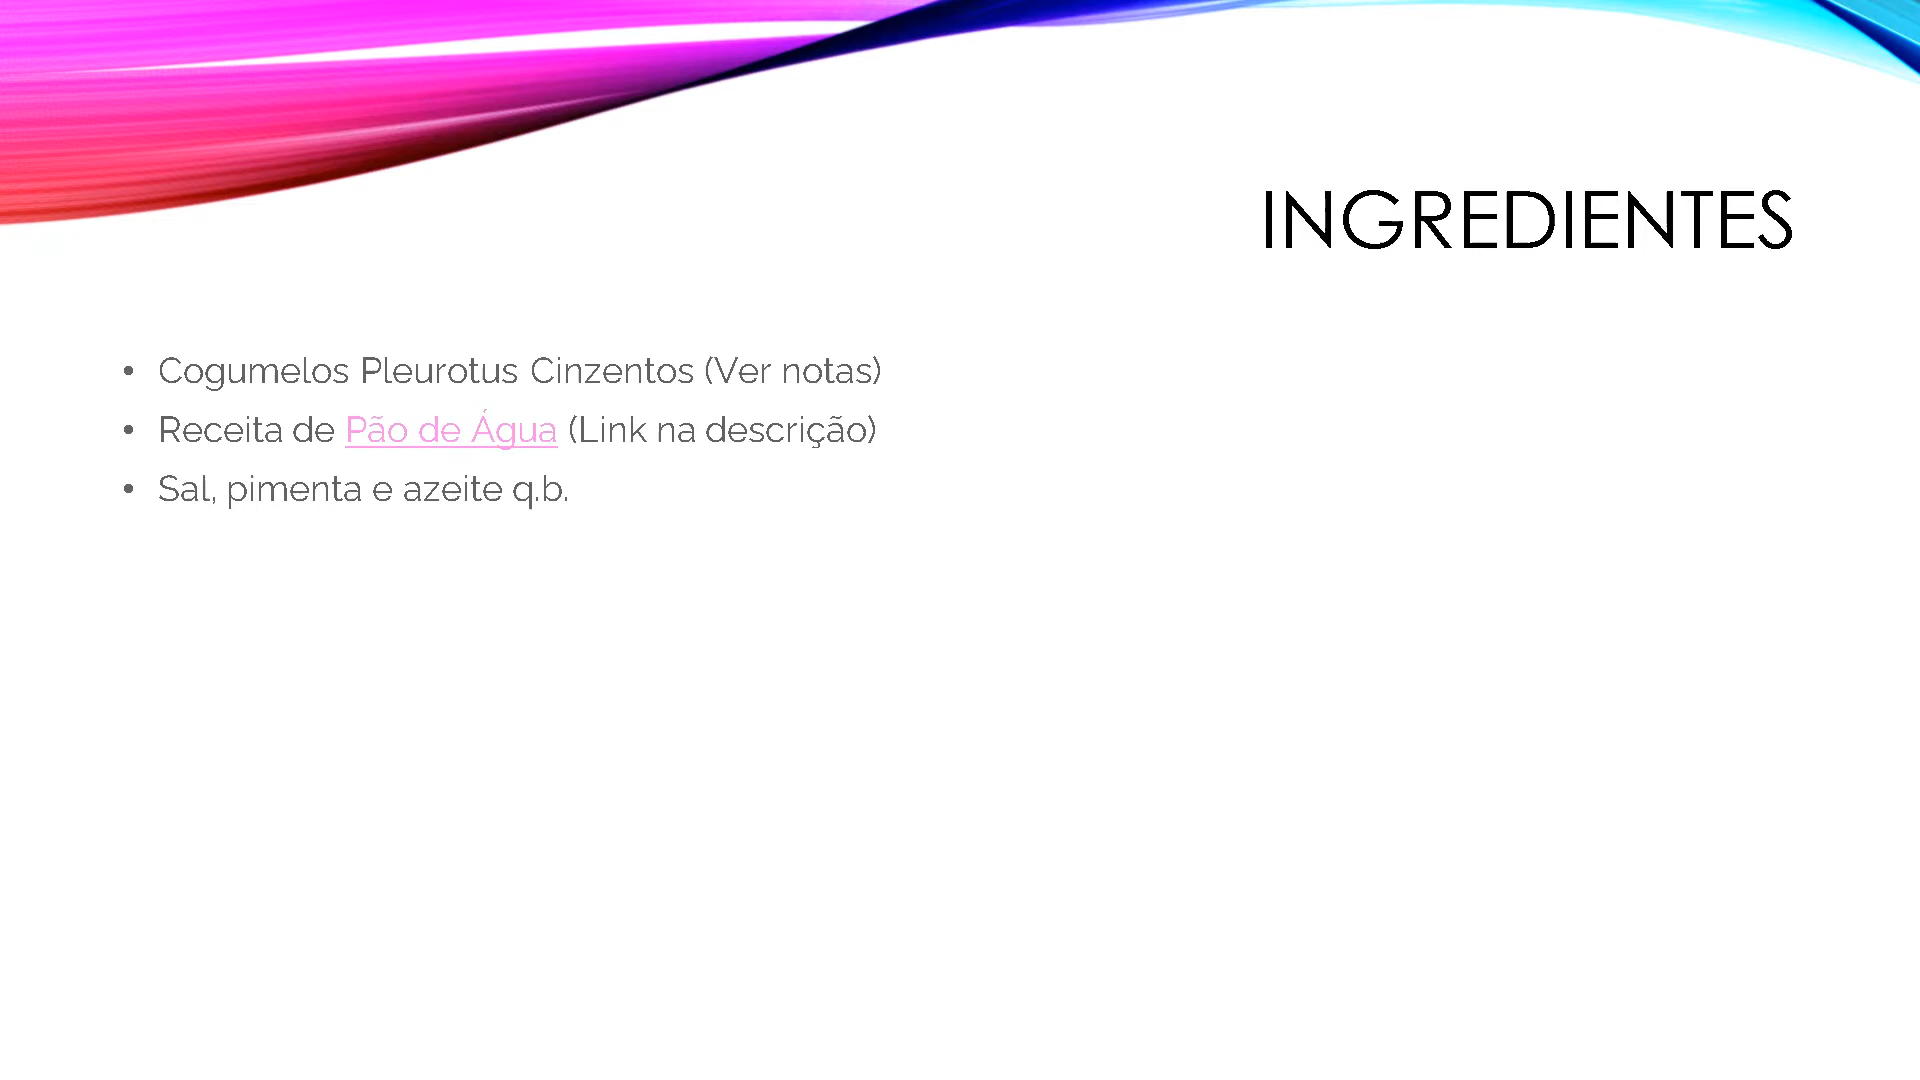 INGREDIENTES
• Cogumelos Pleurotus Cinzentos (Ver notas)
• Receita de Pão de Água (Link na descrição)
• Sal, pimenta e azeite q.b.